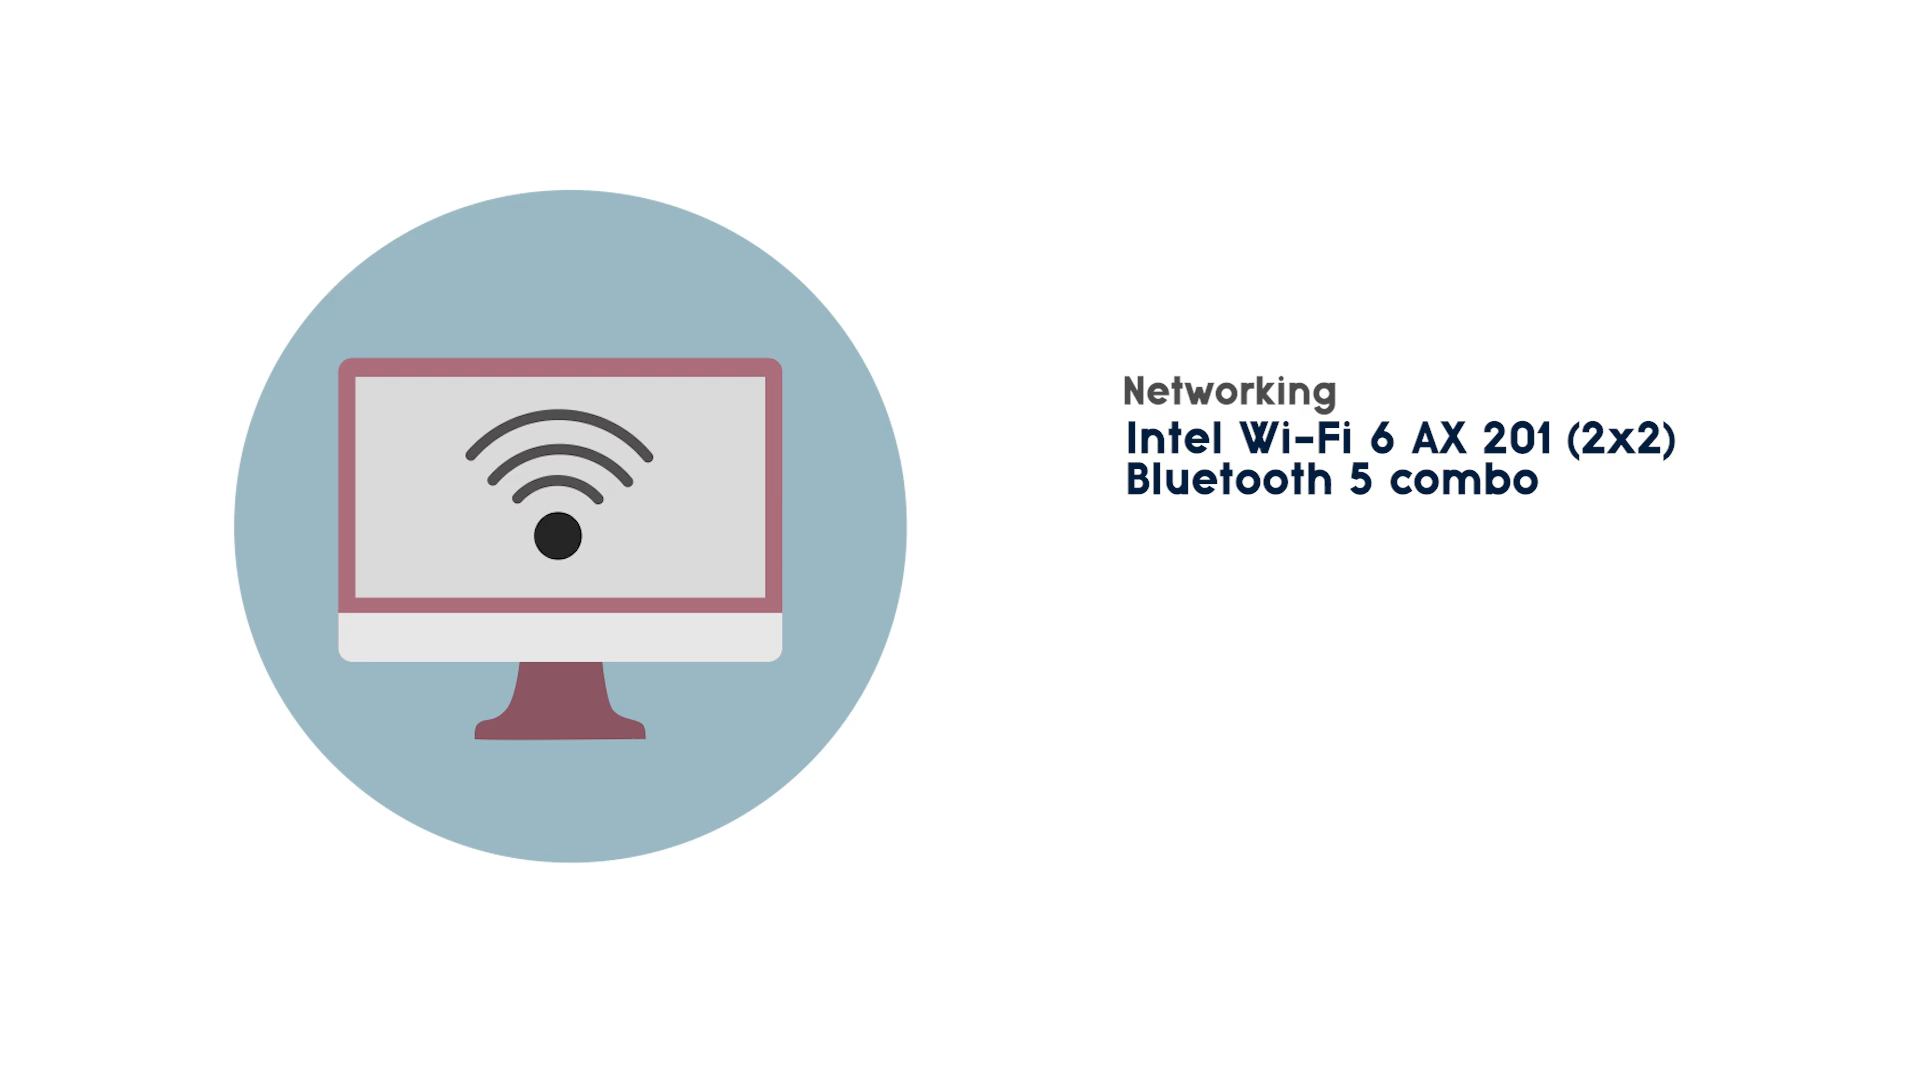 Networking
Intel Wi-Fi 6 AX 201 (2x2)
Bluetooth 5 combo